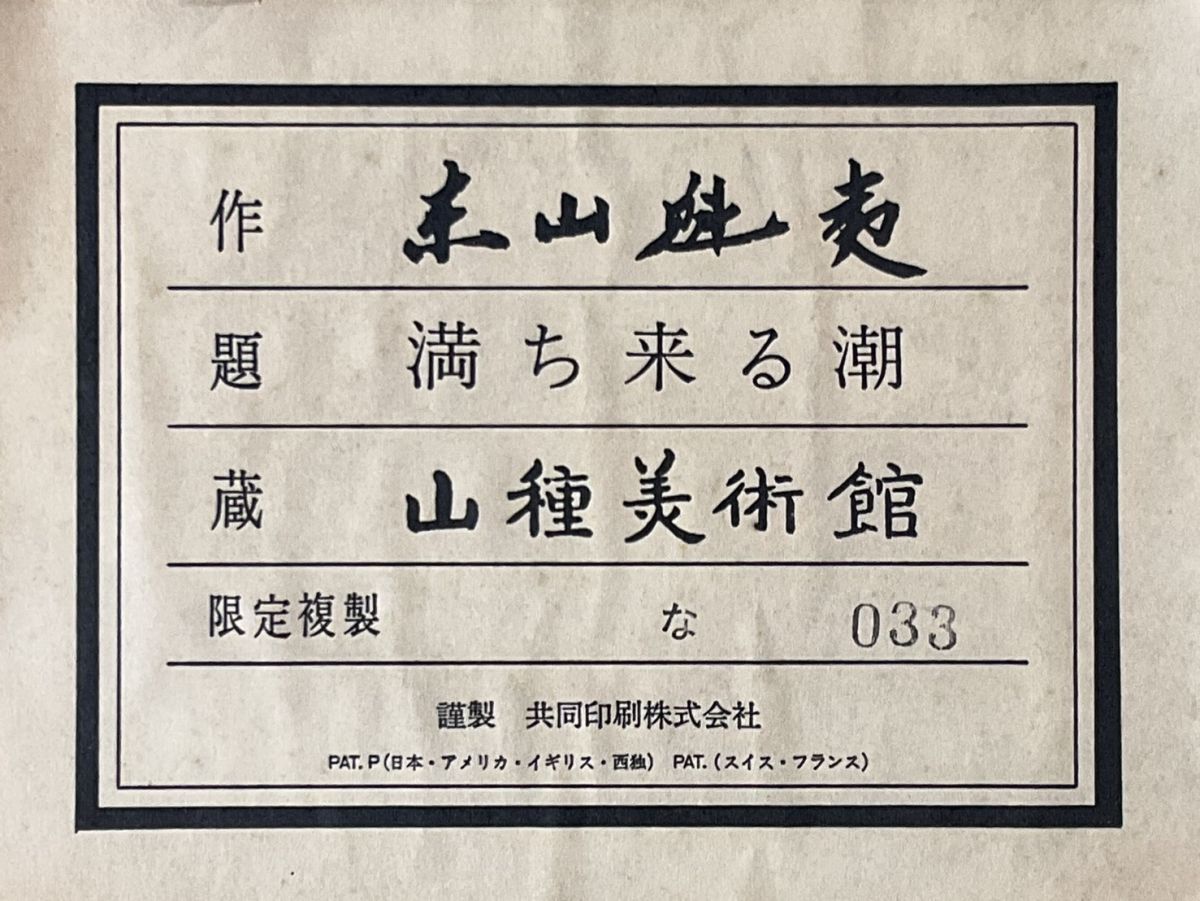 作 東山魁夷
題 満ち来る潮
蔵 山種美術館
限定複製 な 033
謹製 共同印刷株式会社
PAT. P(日本・アメリカ・イギリス・西独) PAT. (スイス・フランス)